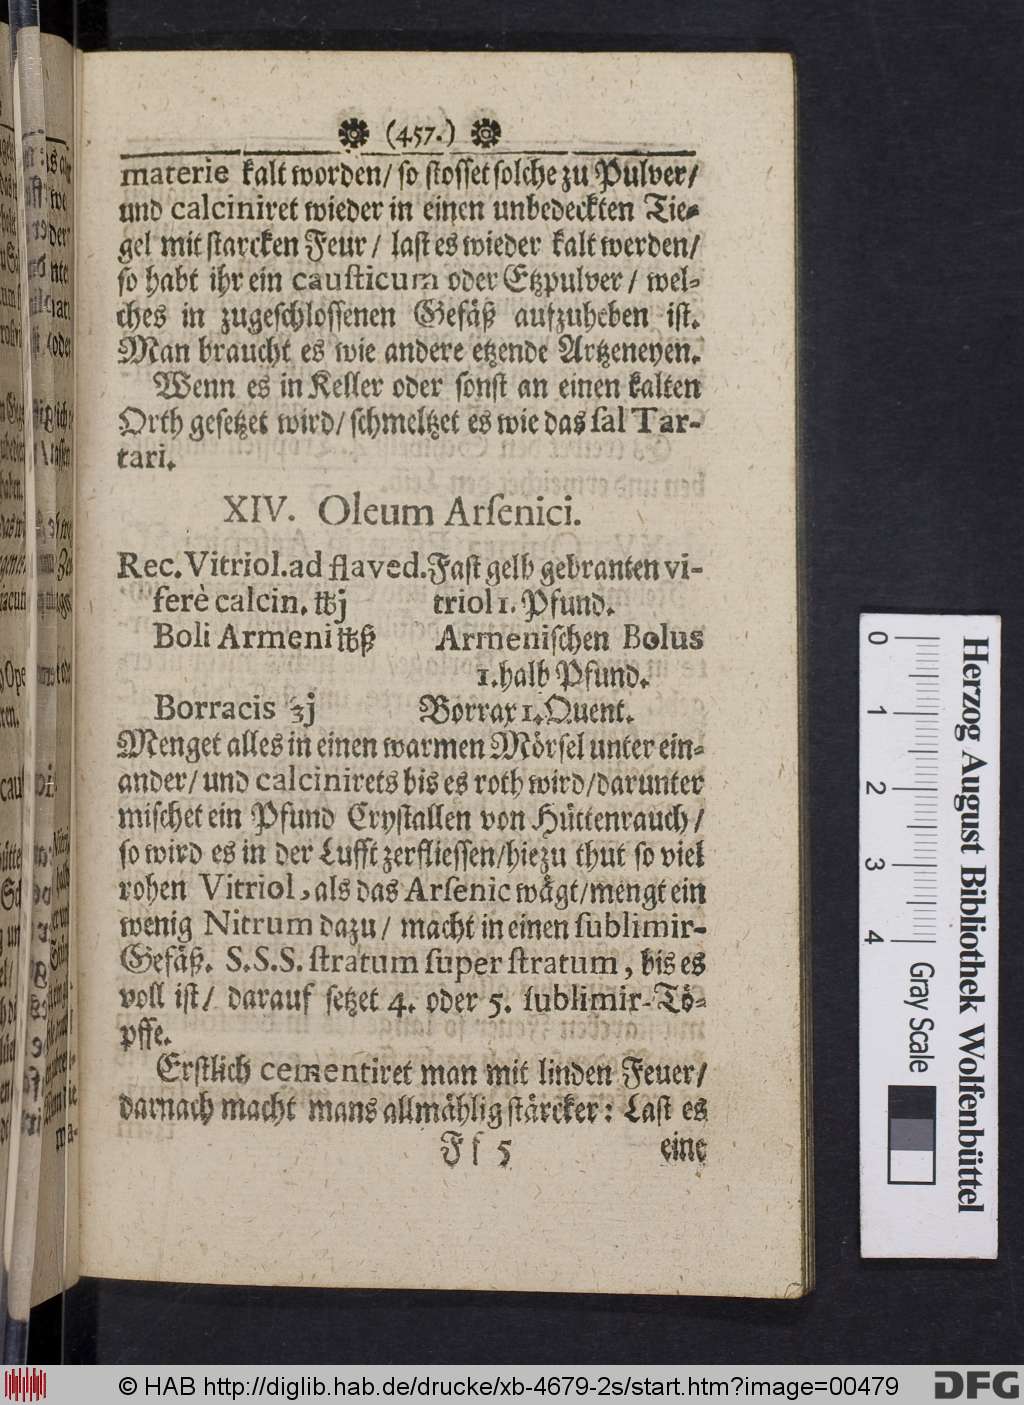 (457.)
materie kalt worden/ so stosset solche zu Pulver/
und calciniret wieder in einen unbedeckten Tie-
gel mit starcken Feur / last es wieder kalt werden/
so habt ihr ein causticum oder Etzpulver / wel-
ches in zugeschlossenen Gefäß aufzuheben ist.
Man braucht es wie andere etzende Artzeneyen.
Wenn es in Keller oder sonst an einen kalten
Orth gesetzet wird/ schmeltzet es wie das sal Tar-
tari.
XIV. Oleum Arsenici.
Rec. Vitriol. ad flaved. Fast gelb gebranten vi-
ferè calcin. ℔j triol 1. Pfund.
Boli Armeni ℔ß Armenischen Bolus
1. halb Pfund.
Borracis ʒj Borrax 1. Quent.
Menget alles in einen warmen Mörsel unter ein-
ander/ und calcinirets bis es roth wird/ darunter
mischet ein Pfund Crystallen von Hüttenrauch/
so wird es in der Lufft zerfliessen/ hiezu thut so viel
rohen Vitriol, als das Arsenic wägt/ mengt ein
wenig Nitrum dazu/ macht in einen sublimir-
Gefäß. S.S.S. stratum super stratum, bis es
voll ist/ darauf setzet 4. oder 5. sublimir-Tö-
pffe.
Erstlich cementiret man mit linden Feuer/
darnach macht mans allmählig stärcker: Last es
Ff 5 eine
0 1 2 3 4
Gray Scale
Herzog August Bibliothek Wolfenbüttel
© HAB http://diglib.hab.de/drucke/xb-4679-2s/start.htm?image=00479
DFG